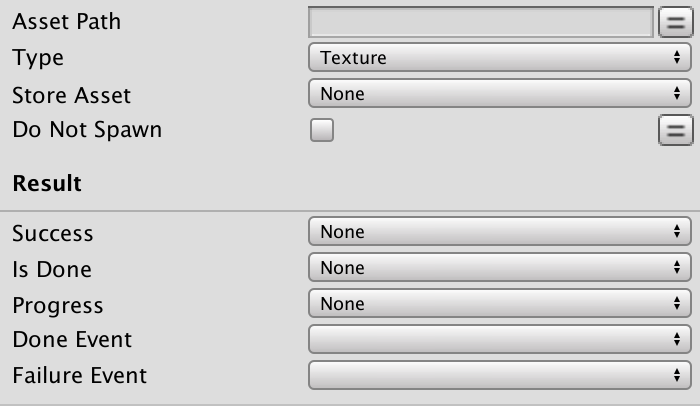 Asset Path
Type Texture
Store Asset None
Do Not Spawn
Result
Success None
Is Done None
Progress None
Done Event
Failure Event